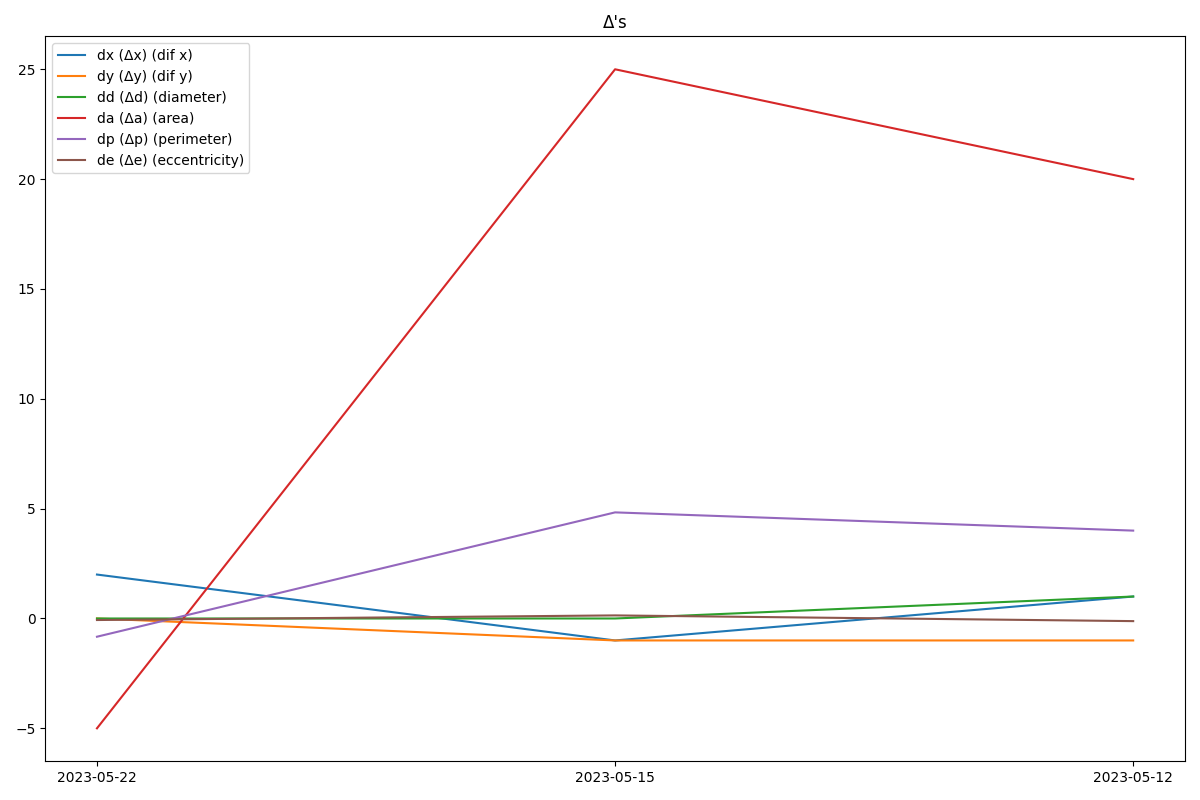 Δ's
dx (Δx) (dif x)
dy (Δy) (dif y)
dd (Δd) (diameter)
da (Δa) (area)
dp (Δp) (perimeter)
de (Δe) (eccentricity)
25
20
15
10
5
0
−5
2023-05-22 2023-05-15 2023-05-12